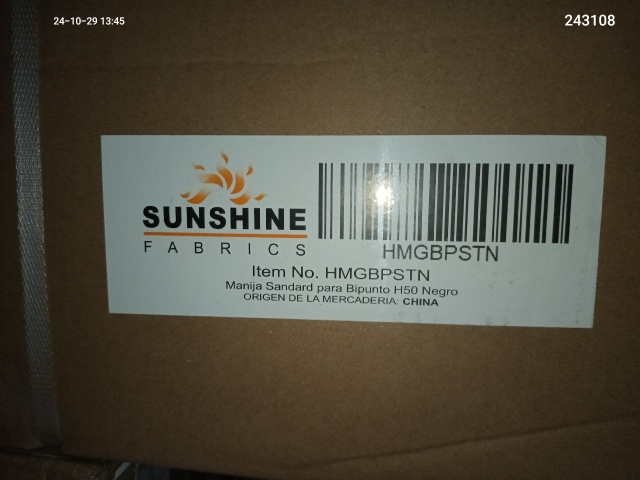 24-10-29 13:45
243108
SUNSHINE
FABRICS
HMGBPSTN
Item No. HMGBPSTN
Manija Sandard para Bipunto H50 Negro
ORIGEN DE LA MERCADERIA: CHINA